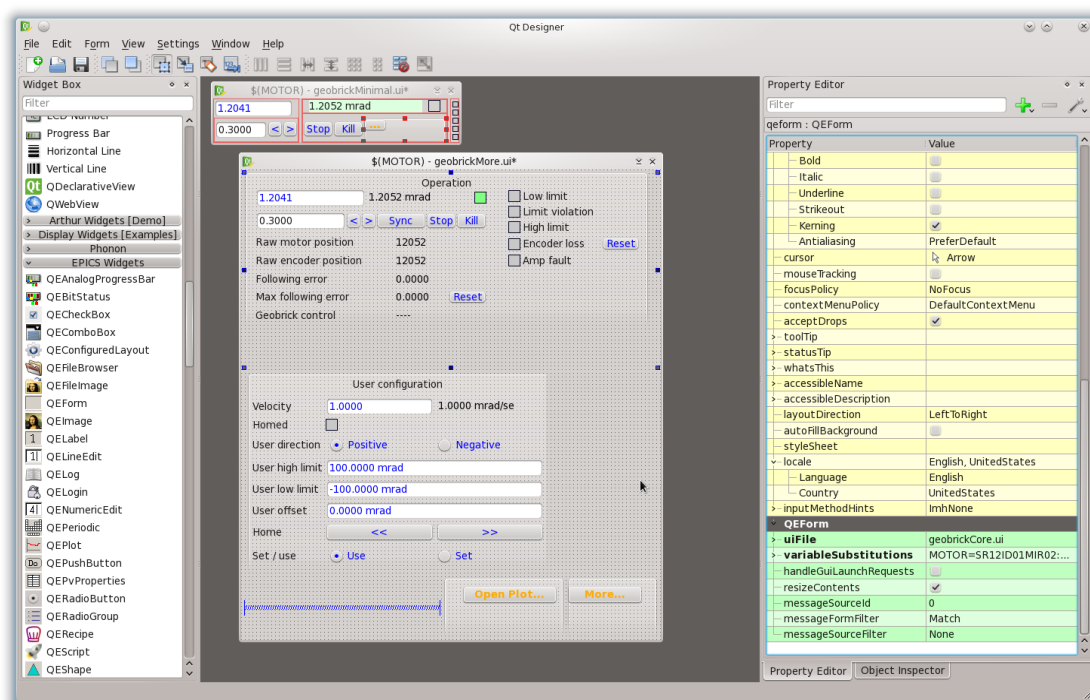 Qt Designer
File Edit Form View Settings Window Help
Widget Box
Filter
LCD Number
Progress Bar
Horizontal Line
Vertical Line
QDeclarativeView
QWebView
Arthur Widgets [Demo]
Display Widgets [Examples]
Phonon
EPICS Widgets
QEAnalogProgressBar
QEBitStatus
QECheckBox
QEComboBox
QEConfiguredLayout
QEFileBrowser
QEFileImage
QEForm
QEImage
QELabel
QELineEdit
QELog
QELogin
QENumericEdit
QEPeriodic
QEPlot
QEPushButton
QEPvProperties
QERadioButton
QERadioGroup
QERecipe
QEScript
QEShape
$(MOTOR) - geobrickMinimal.ui*
1.2041 1.2052 mrad
0.3000 < > Stop Kill ...
$(MOTOR) - geobrickMore.ui*
Operation
1.2041 1.2052 mrad Low limit
Limit violation
0.3000 < > Sync Stop Kill High limit
Raw motor position 12052 Encoder loss Reset
Raw encoder position 12052 Amp fault
Following error 0.0000
Max following error 0.0000 Reset
Geobrick control ----
User configuration
Velocity 1.0000 1.0000 mrad/se
Homed
User direction Positive Negative
User high limit 100.0000 mrad
User low limit -100.0000 mrad
User offset 0.0000 mrad
Home << >>
Set / use Use Set
Open Plot... More...
Property Editor
Filter
qeform : QEForm
Property Value
Bold
Italic
Underline
Strikeout
Kerning
Antialiasing PreferDefault
cursor Arrow
mouseTracking
focusPolicy NoFocus
contextMenuPolicy DefaultContextMenu
acceptDrops
toolTip
statusTip
whatsThis
accessibleName
accessibleDescription
layoutDirection LeftToRight
autoFillBackground
styleSheet
locale English, UnitedStates
Language English
Country UnitedStates
inputMethodHints ImhNone
QEForm
uiFile geobrickCore.ui
variableSubstitutions MOTOR=SR12ID01MIR02:...
handleGuiLaunchRequests
resizeContents
messageSourceId 0
messageFormFilter Match
messageSourceFilter None
Property Editor Object Inspector